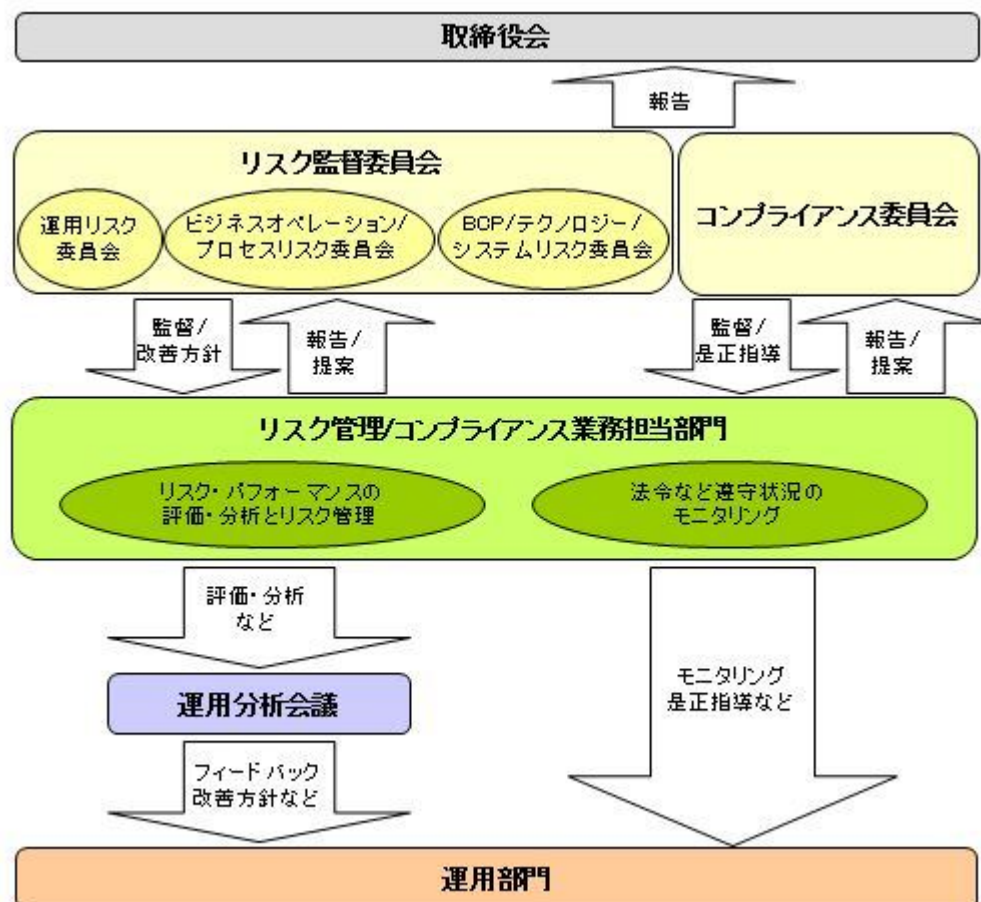 取締役会
報告
リスク監督委員会
運用リスク
委員会
ビジネスオペレーション/
プロセスリスク委員会
BCP/テクノロジー/
システムリスク委員会
コンプライアンス委員会
監督/
改善方針
報告/
提案
監督/
是正指導
報告/
提案
リスク管理/コンプライアンス業務担当部門
リスク・パフォーマンスの
評価・分析とリスク管理
法令など遵守状況の
モニタリング
評価・分析
など
運用分析会議
モニタリング
是正指導など
フィードバック
改善方針など
運用部門